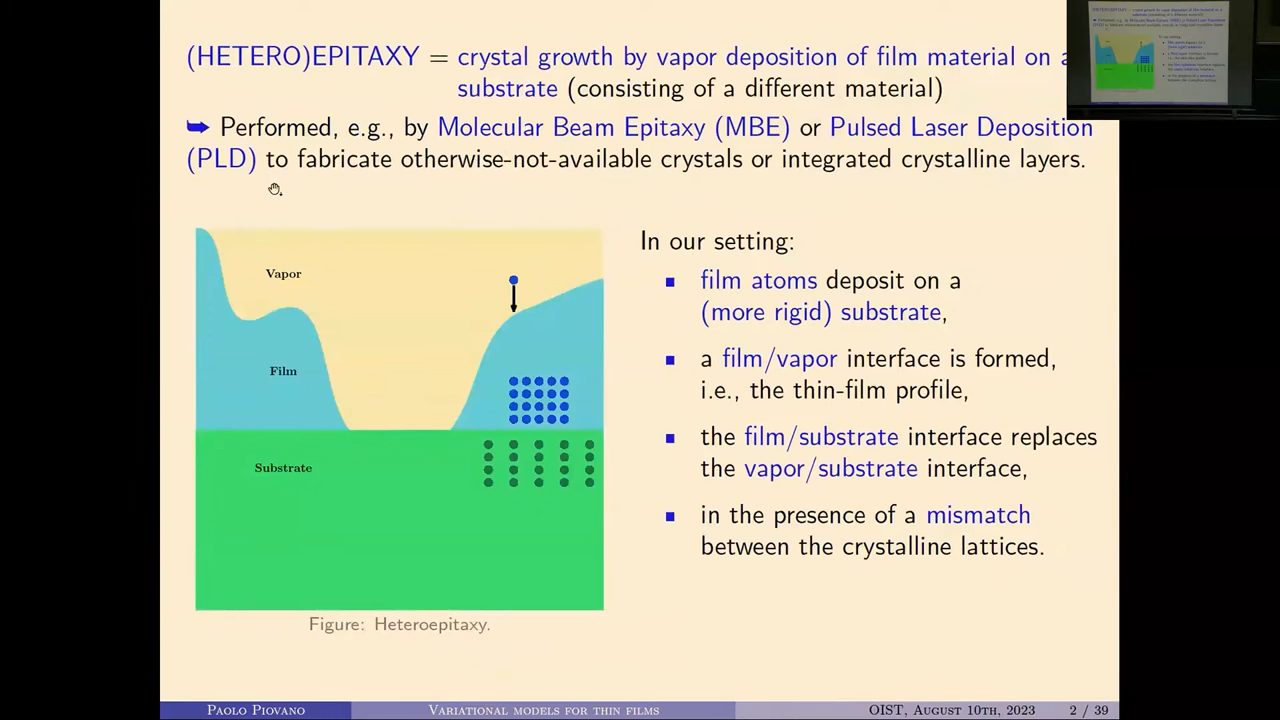 (HETERO)EPITAXY = crystal growth by vapor deposition of film material on a
substrate (consisting of a different material)
➥ Performed, e.g., by Molecular Beam Epitaxy (MBE) or Pulsed Laser Deposition
(PLD) to fabricate otherwise-not-available crystals or integrated crystalline layers.
Vapor
Film
Substrate
Figure: Heteroepitaxy.
In our setting:
▪ film atoms deposit on a
(more rigid) substrate,
▪ a film/vapor interface is formed,
i.e., the thin-film profile,
▪ the film/substrate interface replaces
the vapor/substrate interface,
▪ in the presence of a mismatch
between the crystalline lattices.
PAOLO PIOVANO VARIATIONAL MODELS FOR THIN FILMS OIST, AUGUST 10TH, 2023 2 / 39